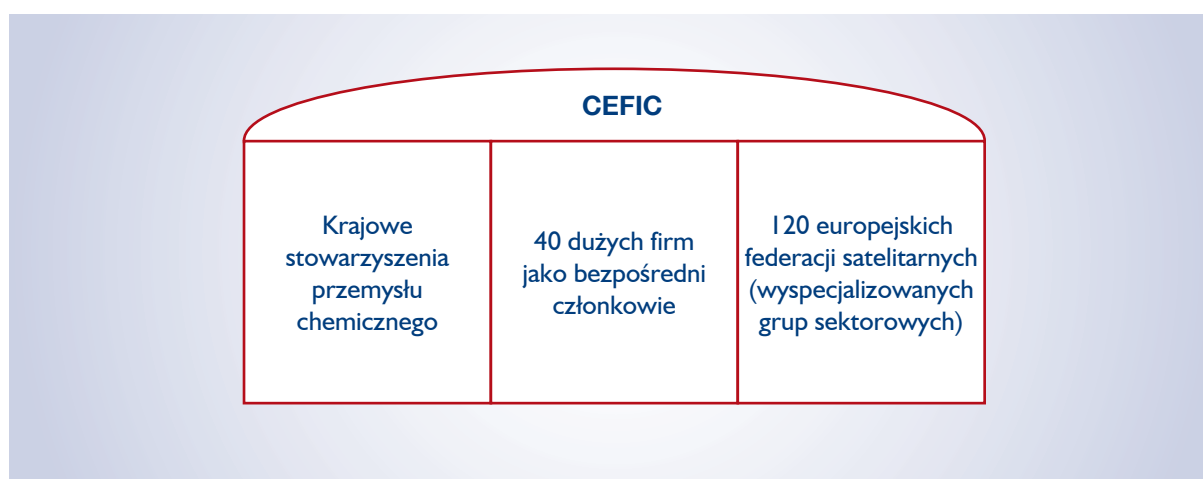 CEFIC
Krajowe
stowarzyszenia
przemysłu
chemicznego
40 dużych firm
jako bezpośredni
członkowie
120 europejskich
federacji satelitarnych
(wyspecjalizowanych
grup sektorowych)